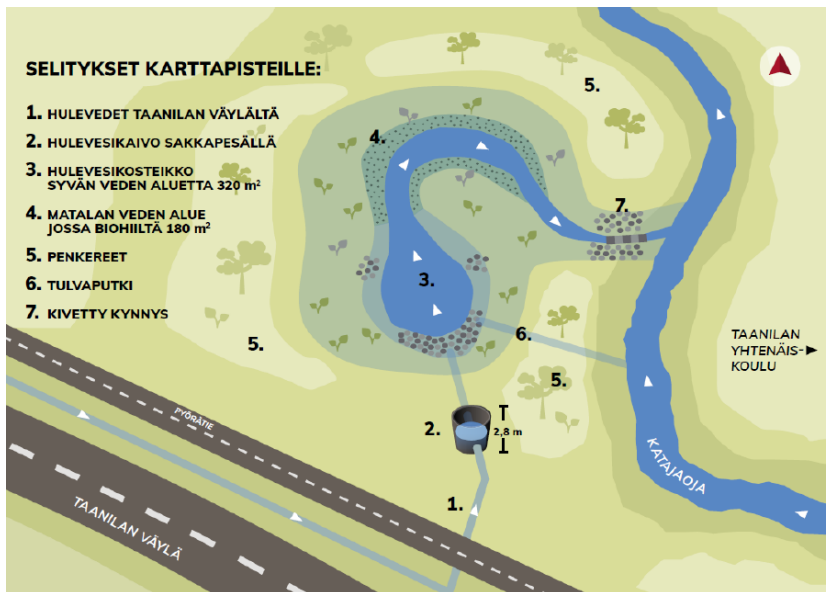 SELITYKSET KARTTAPISTEILLE:
1. HULEVEDET TAANILAN VÄYLÄLTÄ
2. HULEVESIKAIVO SAKKAPESÄLLÄ
3. HULEVESIKOSTEIKKO
SYVÄN VEDEN ALUETTA 320 m²
4. MATALAN VEDEN ALUE
JOSSA BIOHIILTÄ 180 m²
5. PENKEREET
6. TULVAPUTKI
7. KIVETTY KYNNYS
5.
4.
7.
3.
6.
5.
TAANILAN
YHTENÄIS-
KOULU
5.
2.
2,8 m
1.
PYÖRÄTIE
TAANILAN VÄYLÄ
KATAJAOJA